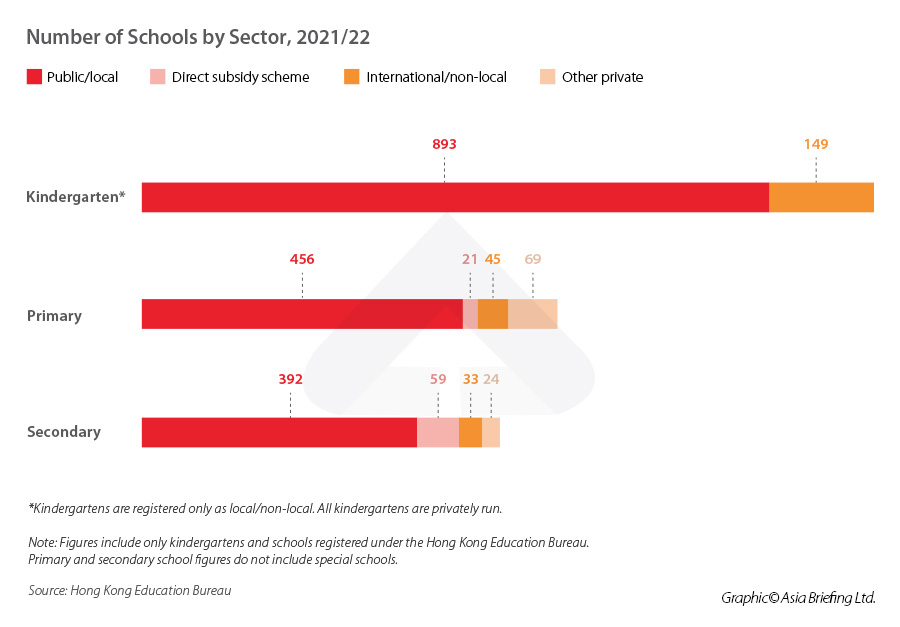 Number of Schools by Sector, 2021/22
Public/local Direct subsidy scheme International/non-local Other private
893 149
Kindergarten*
456 21 45 69
Primary
392 59 33 24
Secondary
*Kindergartens are registered only as local/non-local. All kindergartens are privately run.
Note: Figures include only kindergartens and schools registered under the Hong Kong Education Bureau.
Primary and secondary school figures do not include special schools.
Source: Hong Kong Education Bureau
Graphic© Asia Briefing Ltd.